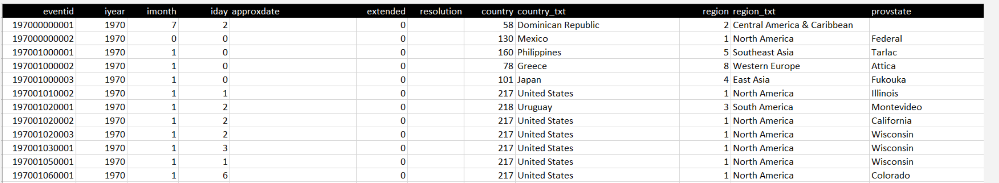 eventid iyear imonth iday approxdate extended resolution country country_txt region region_txt provstate
197000000001 1970 7 2 0 58 Dominican Republic 2 Central America & Caribbean
197000000002 1970 0 0 0 130 Mexico 1 North America Federal
197001000001 1970 1 0 0 160 Philippines 5 Southeast Asia Tarlac
197001000002 1970 1 0 0 78 Greece 8 Western Europe Attica
197001000003 1970 1 0 0 101 Japan 4 East Asia Fukouka
197001010002 1970 1 1 0 217 United States 1 North America Illinois
197001020001 1970 1 2 0 218 Uruguay 3 South America Montevideo
197001020002 1970 1 2 0 217 United States 1 North America California
197001020003 1970 1 2 0 217 United States 1 North America Wisconsin
197001030001 1970 1 3 0 217 United States 1 North America Wisconsin
197001050001 1970 1 1 0 217 United States 1 North America Wisconsin
197001060001 1970 1 6 0 217 United States 1 North America Colorado